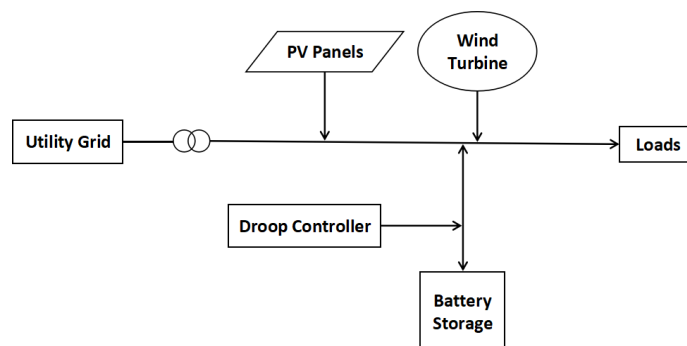 PV Panels
Wind
Turbine
Utility Grid
Loads
Droop Controller
Battery
Storage